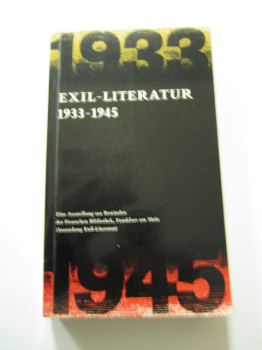 1933
EXIL-LITERATUR
1933-1945
Eine Ausstellung aus Beständen
der Deutschen Bibliothek, Frankfurt am Main
(Sammlung Exil-Literatur)
1945